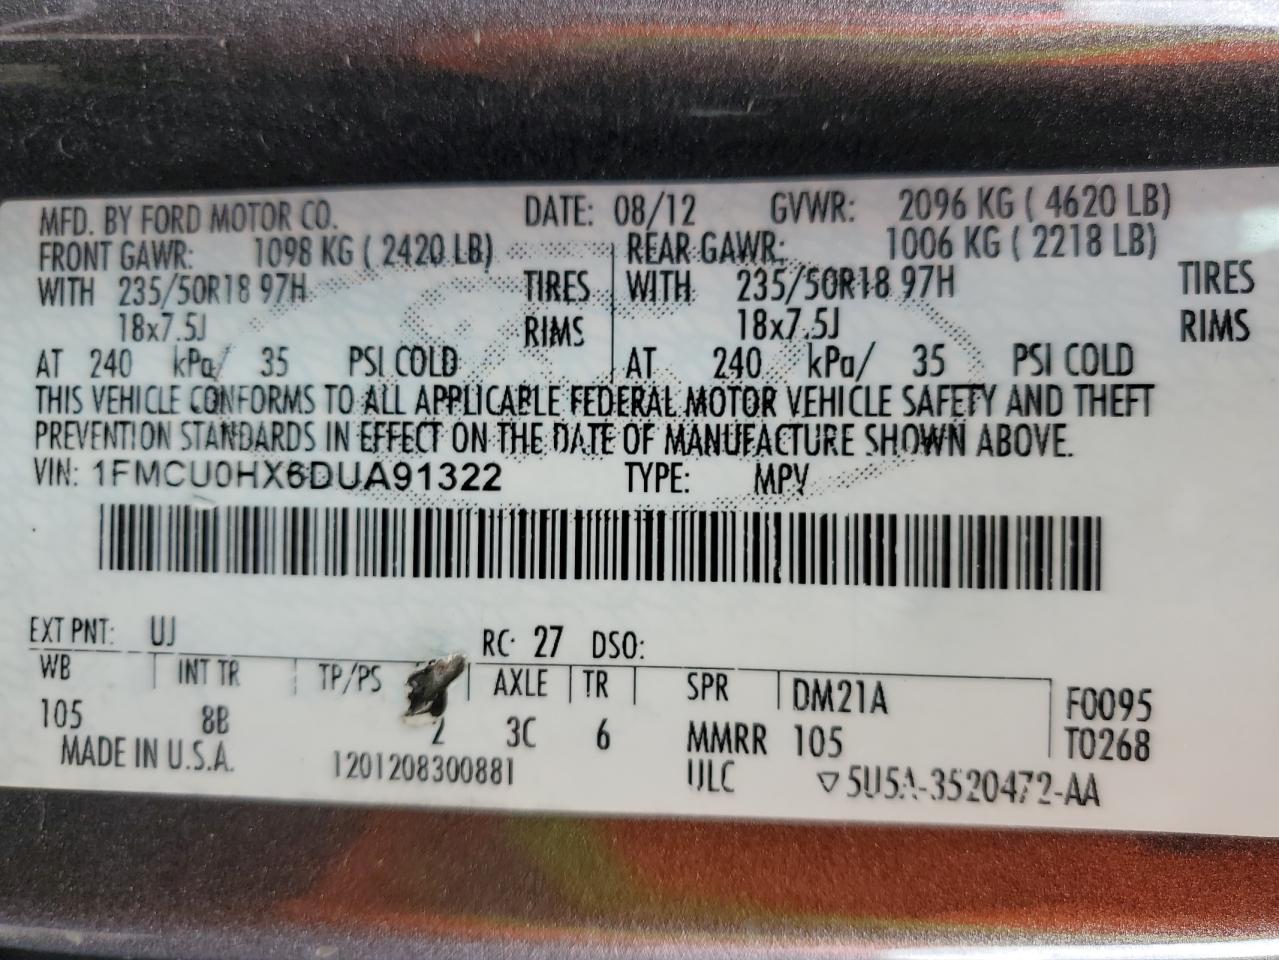 MFD. BY FORD MOTOR CO. DATE: 08/12 GVWR: 2096 KG ( 4620 LB)
FRONT GAWR: 1098 KG ( 2420 LB) REAR GAWR: 1006 KG ( 2218 LB)
WITH 235/50R18 97H TIRES WITH 235/50R18 97H TIRES
18x7.5J RIMS 18x7.5J RIMS
AT 240 kPa/ 35 PSI COLD AT 240 kPa/ 35 PSI COLD
THIS VEHICLE CONFORMS TO ALL APPLICABLE FEDERAL MOTOR VEHICLE SAFETY AND THEFT
PREVENTION STANDARDS IN EFFECT ON THE DATE OF MANUFACTURE SHOWN ABOVE.
VIN: 1FMCU0HX6DUA91322 TYPE: MPV
EXT PNT: UJ RC: 27 DSO:
WB INT TR TP/PS AXLE TR SPR DM21A F0095
105 8B 2 3C 6 MMRR 105 T0268
MADE IN U.S.A. 1201208300881 ULC ▽5U5A-3520472-AA